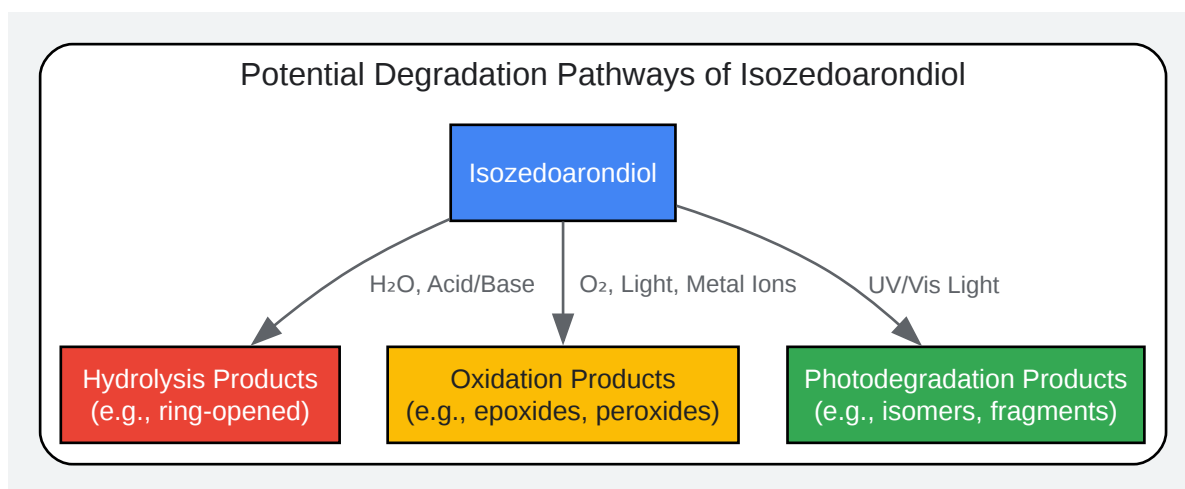 Potential Degradation Pathways of Isozedoarondiol
Isozedoarondiol
H₂O, Acid/Base
O₂, Light, Metal Ions
UV/Vis Light
Hydrolysis Products
(e.g., ring-opened)
Oxidation Products
(e.g., epoxides, peroxides)
Photodegradation Products
(e.g., isomers, fragments)